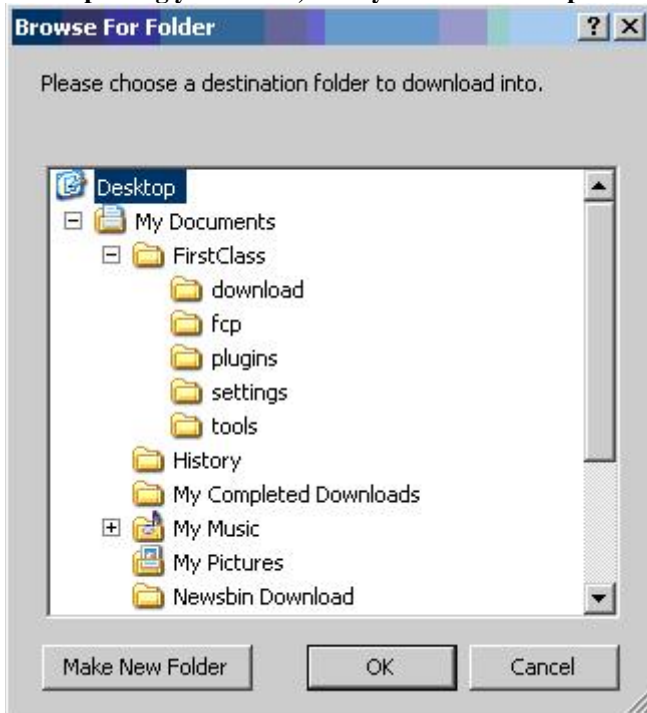 Browse For Folder
Please choose a destination folder to download into.
Desktop
My Documents
FirstClass
download
fcp
plugins
settings
tools
History
My Completed Downloads
My Music
My Pictures
Newsbin Download
Make New Folder OK Cancel